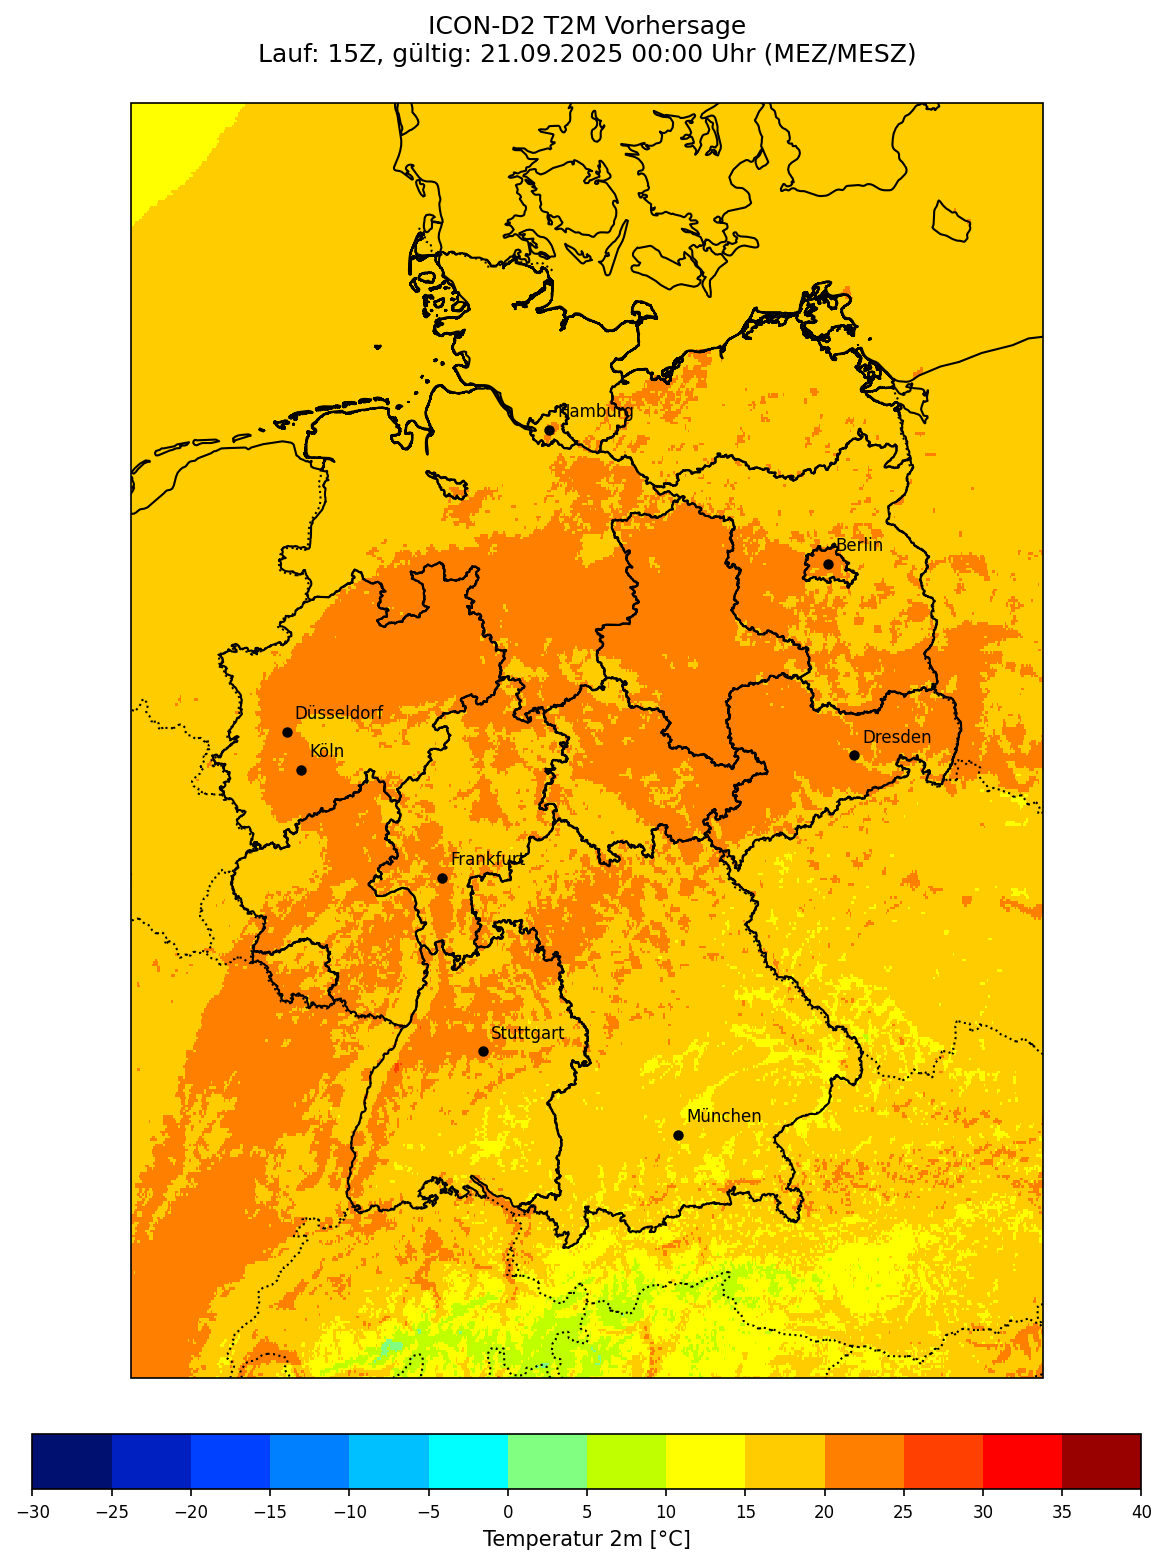 ICON-D2 T2M Vorhersage
Lauf: 15Z, gültig: 21.09.2025 00:00 Uhr (MEZ/MESZ)
Hamburg
Berlin
Düsseldorf
Dresden
Köln
Frankfurt
Stuttgart
München
−30 −25 −20 −15 −10 −5 0 5 10 15 20 25 30 35 40
Temperatur 2m [°C]